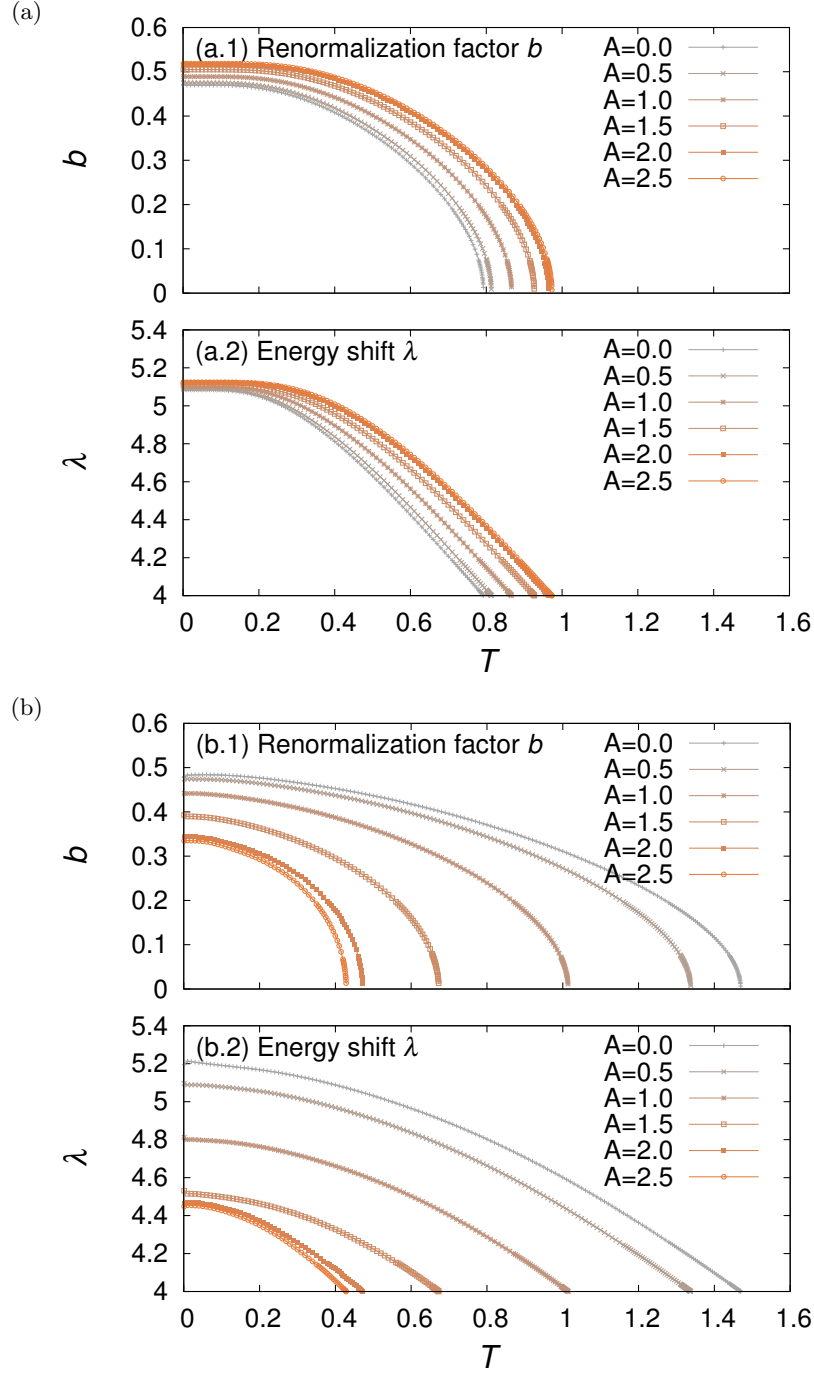 (a)
(a.1) Renormalization factor b
A=0.0
A=0.5
A=1.0
A=1.5
A=2.0
A=2.5
b
0.6
0.5
0.4
0.3
0.2
0.1
0
(a.2) Energy shift λ
A=0.0
A=0.5
A=1.0
A=1.5
A=2.0
A=2.5
λ
5.4
5.2
5
4.8
4.6
4.4
4.2
4
0 0.2 0.4 0.6 0.8 1 1.2 1.4 1.6
T
(b)
(b.1) Renormalization factor b
A=0.0
A=0.5
A=1.0
A=1.5
A=2.0
A=2.5
b
0.6
0.5
0.4
0.3
0.2
0.1
0
(b.2) Energy shift λ
A=0.0
A=0.5
A=1.0
A=1.5
A=2.0
A=2.5
λ
5.4
5.2
5
4.8
4.6
4.4
4.2
4
0 0.2 0.4 0.6 0.8 1 1.2 1.4 1.6
T